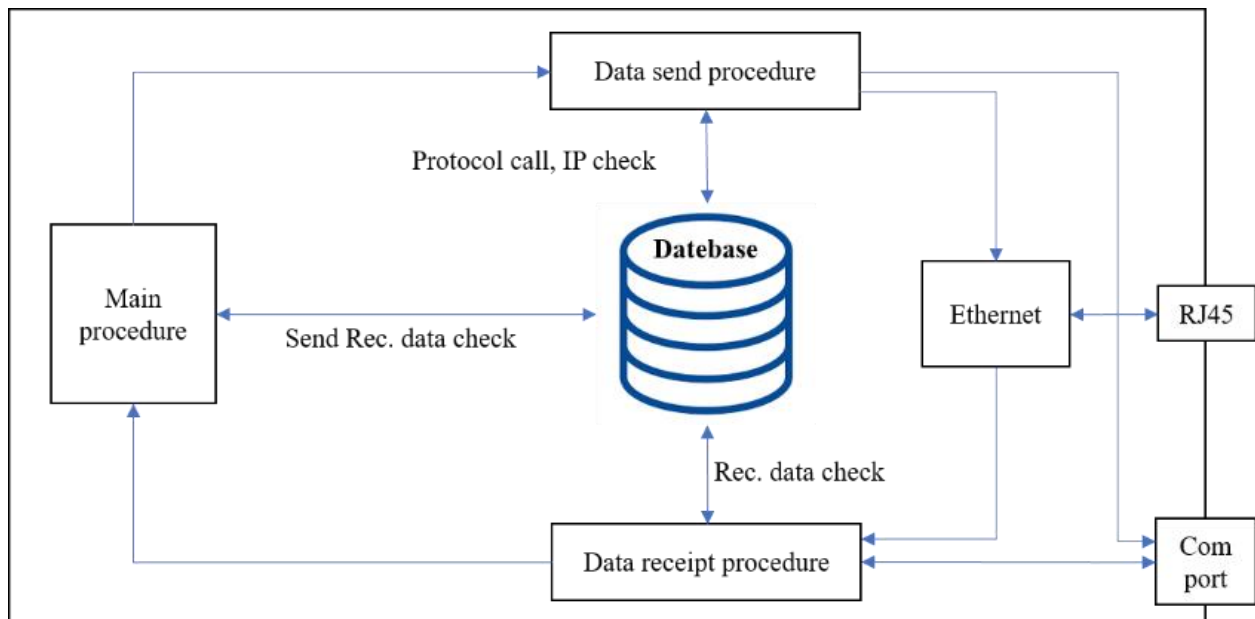 Data send procedure
Protocol call, IP check
Datebase
Main
procedure
Send Rec. data check
Ethernet
RJ45
Rec. data check
Data receipt procedure
Com
port